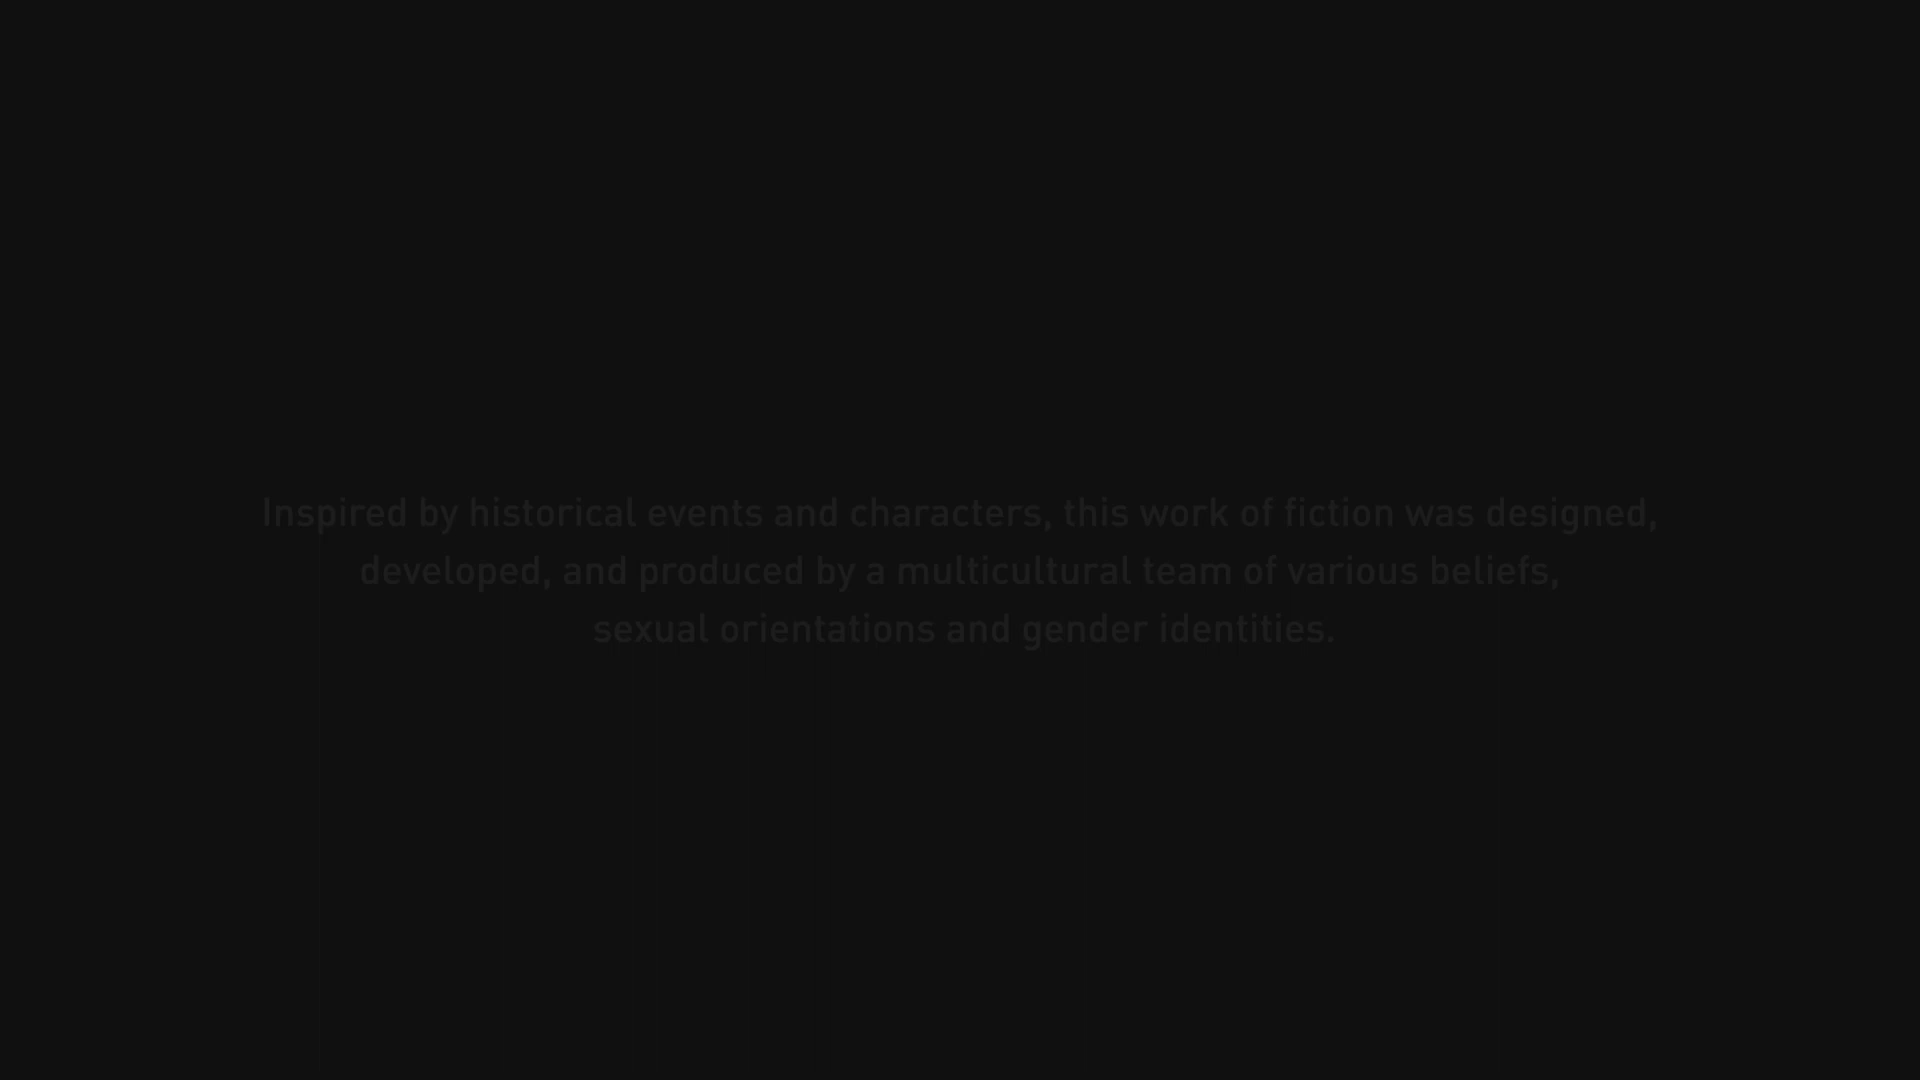 Inspired by historical events and characters, this work of fiction was designed,
developed, and produced by a multicultural team of various beliefs,
sexual orientations and gender identities.